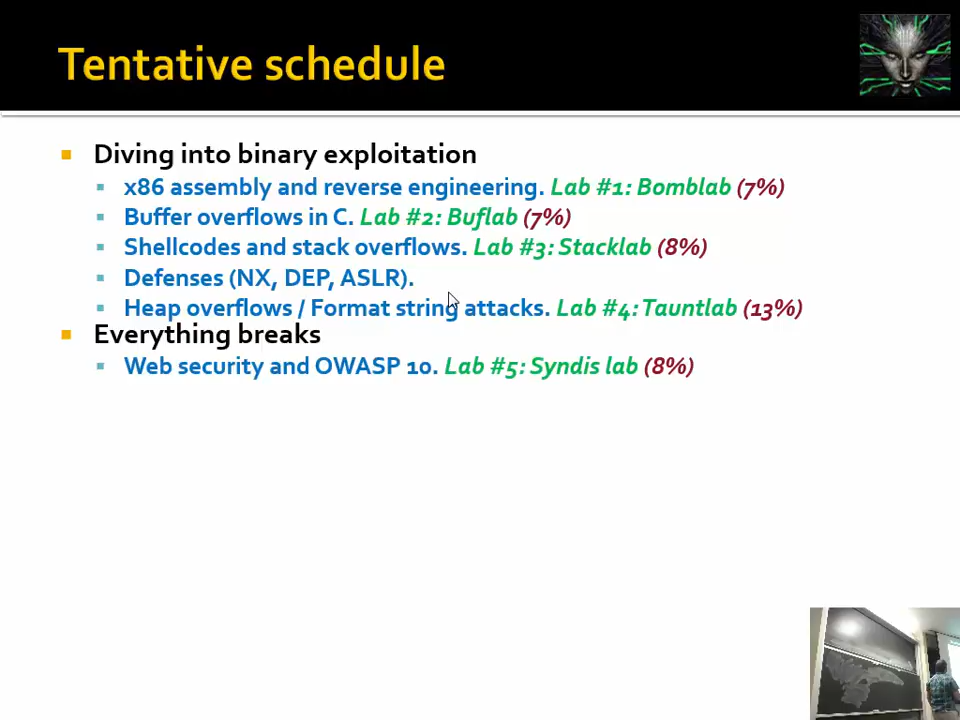 Tentative schedule
Diving into binary exploitation
x86 assembly and reverse engineering. Lab #1: Bomblab (7%)
Buffer overflows in C. Lab #2: Buflab (7%)
Shellcodes and stack overflows. Lab #3: Stacklab (8%)
Defenses (NX, DEP, ASLR).
Heap overflows / Format string attacks. Lab #4: Tauntlab (13%)
Everything breaks
Web security and OWASP 10. Lab #5: Syndis lab (8%)